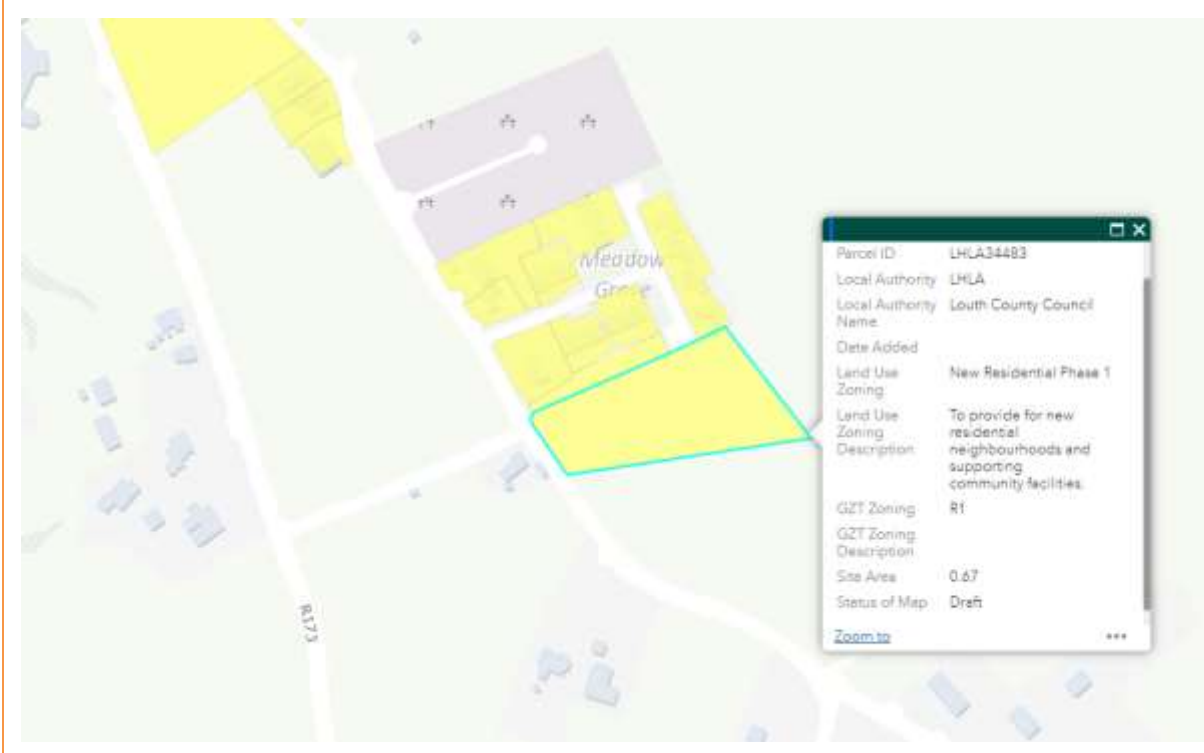 Meadow
Grove
R173
Parcel ID LHLA34483
Local Authority LHLA
Local Authority Louth County Council
Name
Date Added
Land Use New Residential Phase 1
Zoning
Land Use To provide for new
Zoning residential
Description neighbourhoods and
supporting
community facilities.
GZT Zoning R1
GZT Zoning
Description
Site Area 0.67
Status of Map Draft
Zoom to